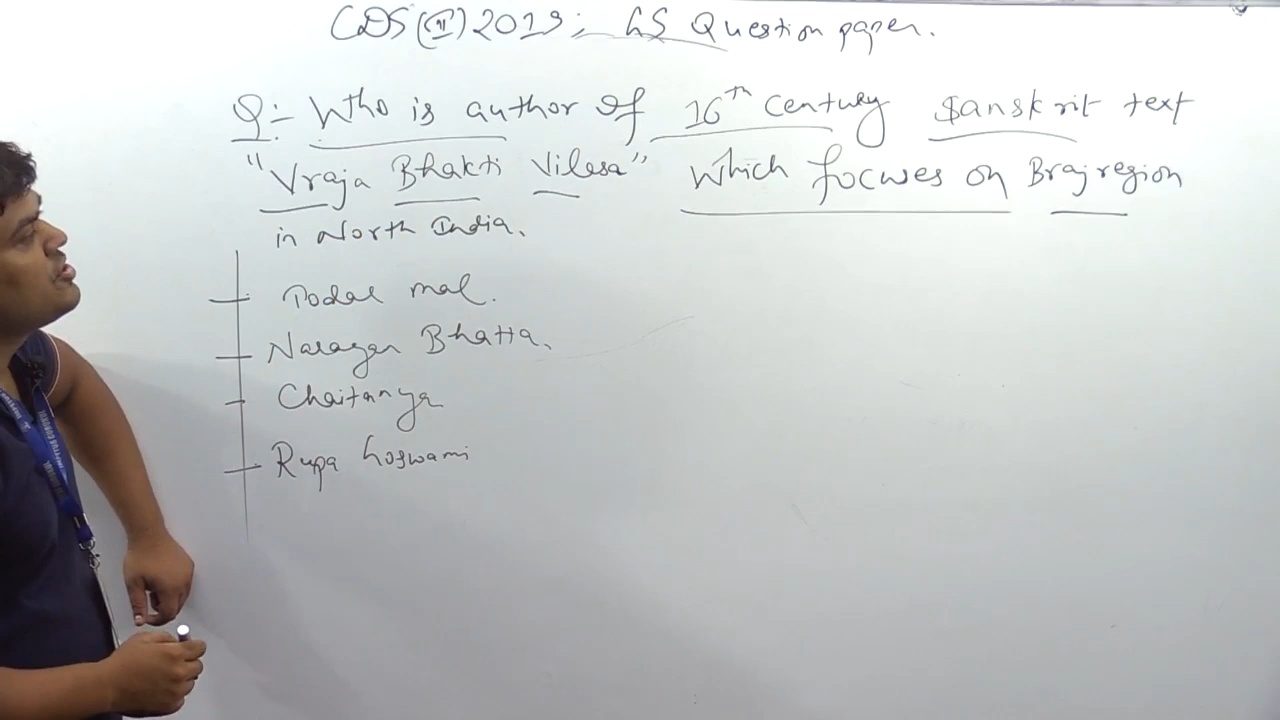 CDS (II) 2019; GS Question paper.
Q:- Who is author of 16th Century Sanskrit text
"Vraja Bhakti Vilasa" Which focuses on Braj region
in North India.
Todar mal.
Narayan Bhatta.
Chaitanya
Rupa Goswami